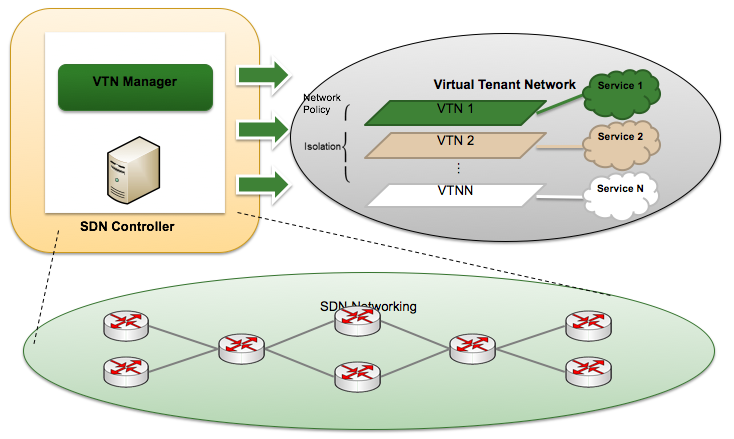 VTN Manager
SDN Controller
Virtual Tenant Network
Network
Policy
Isolation
VTN 1
VTN 2
⋮
VTNN
Service 1
Service 2
Service N
SDN Networking